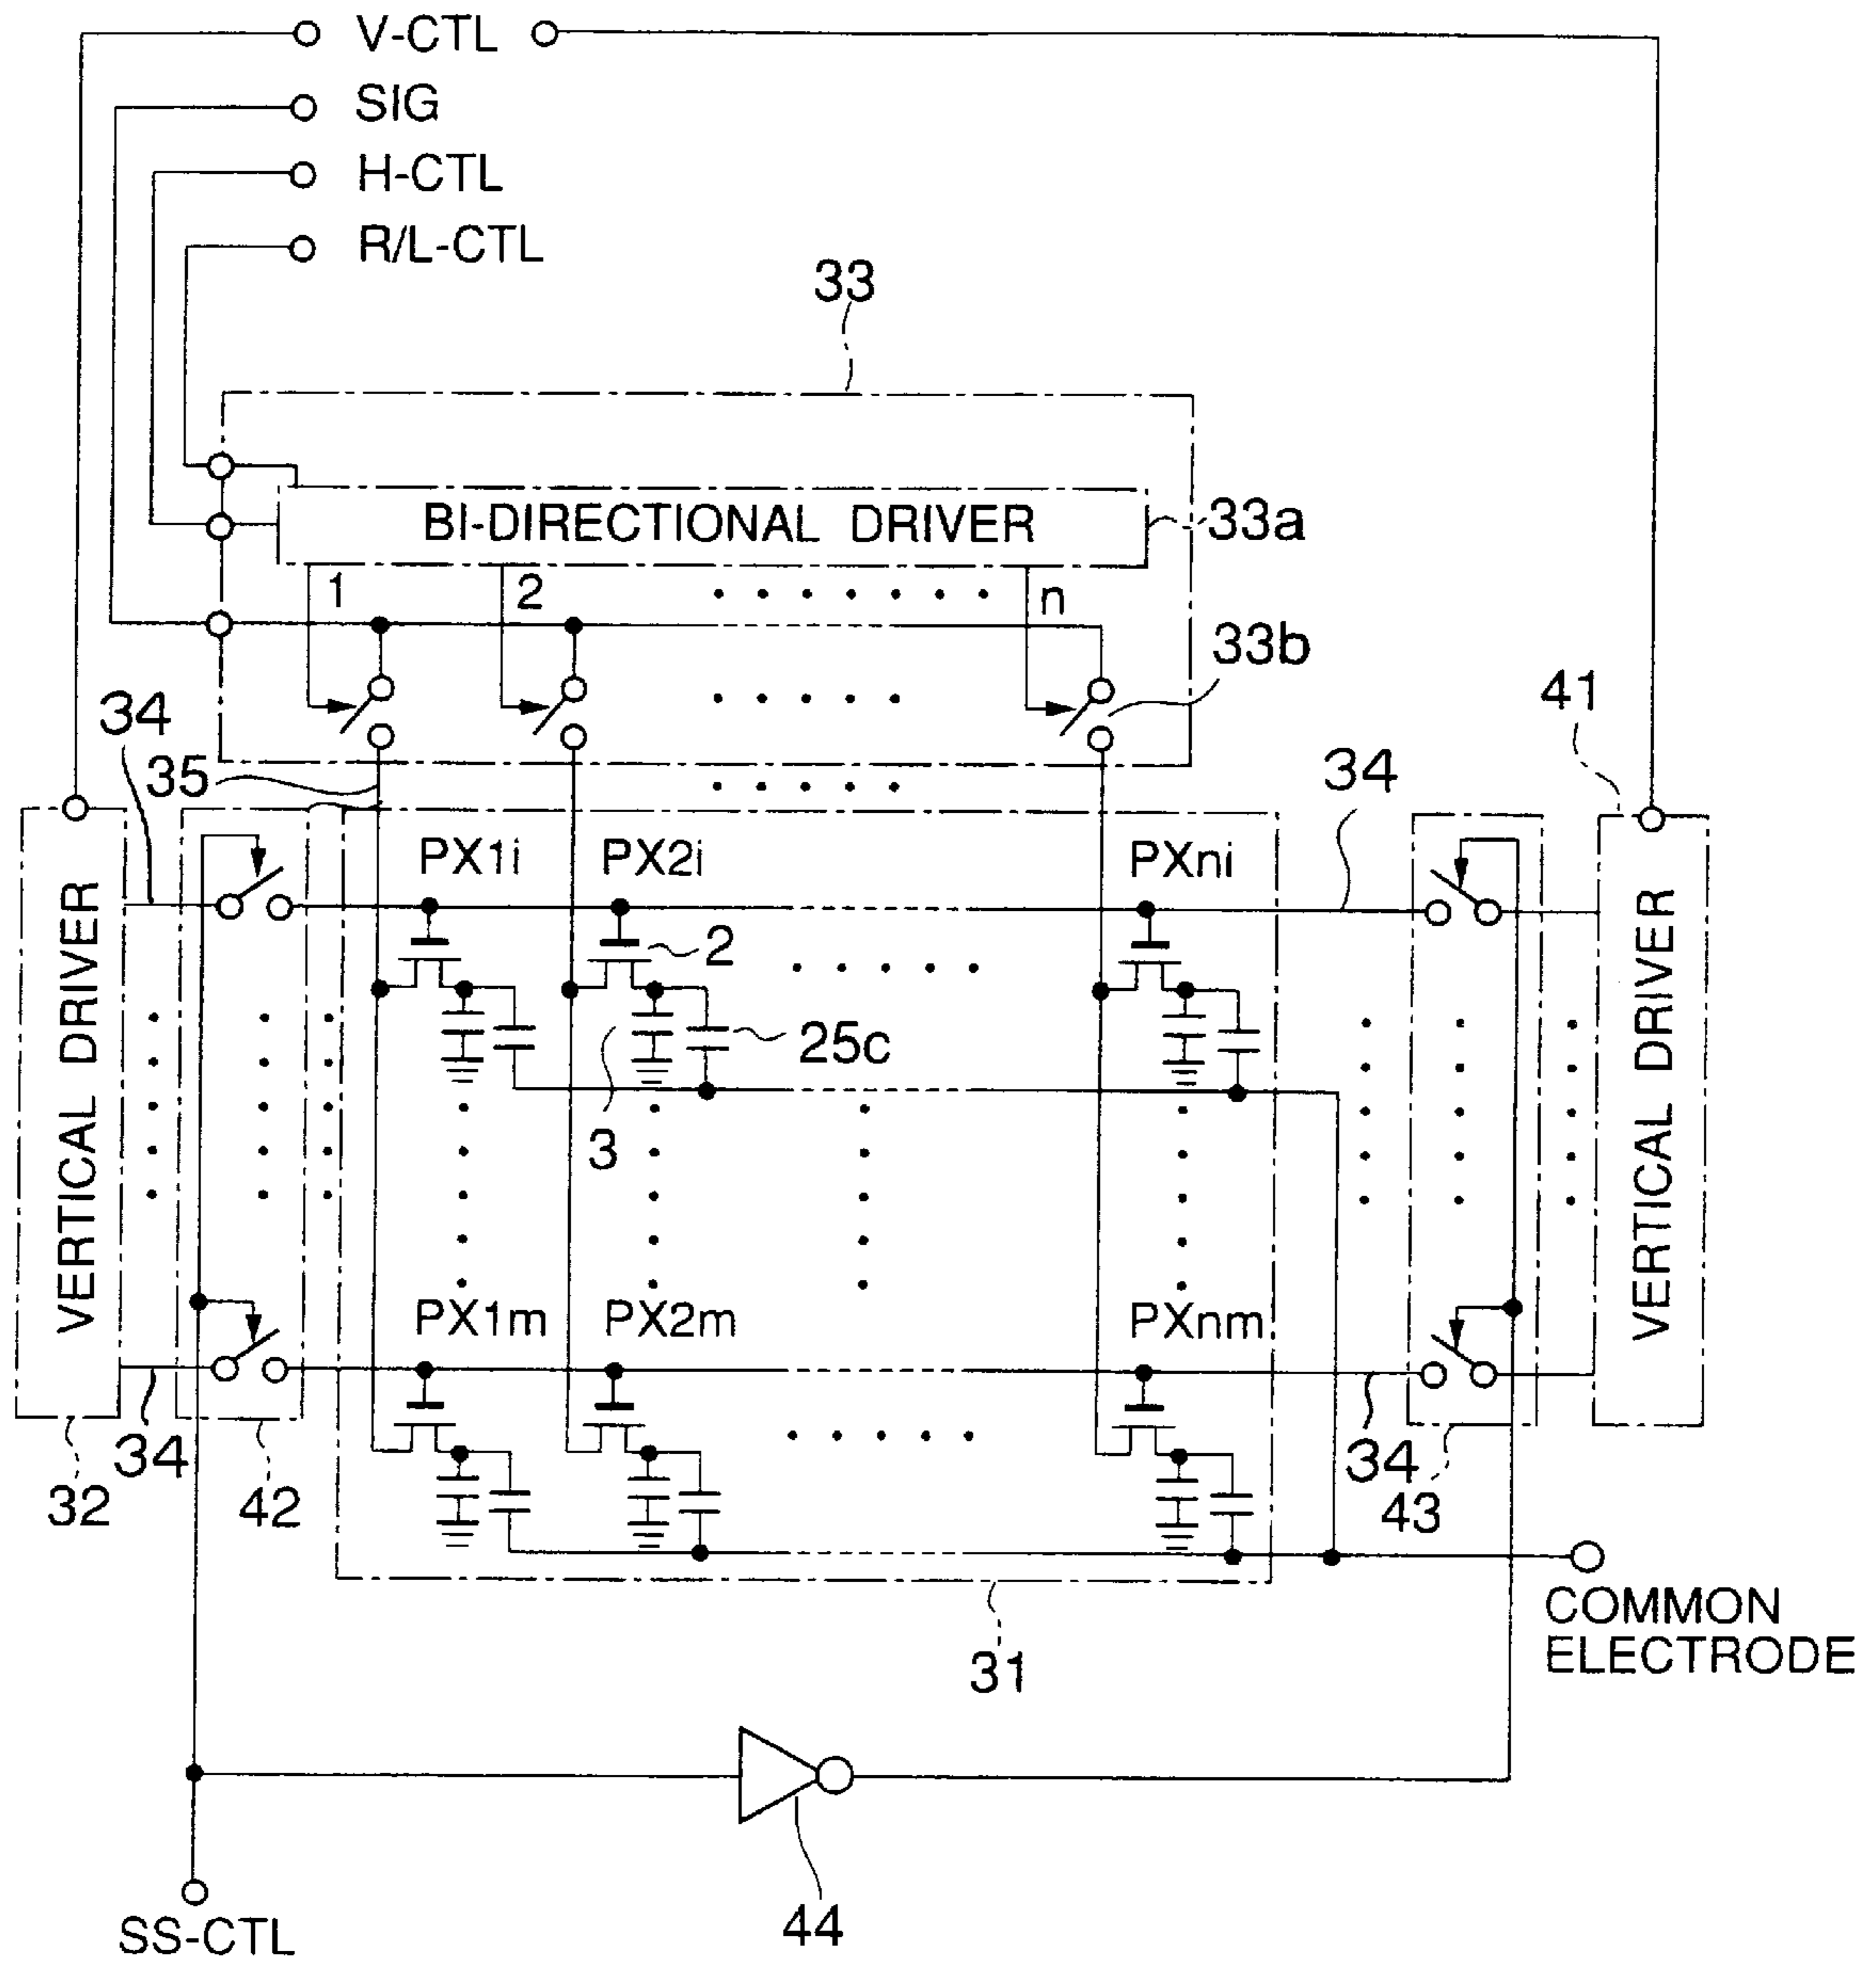 V-CTL
SIG
H-CTL
R/L-CTL
33
BI-DIRECTIONAL DRIVER
33a
1
2
n
33b
34
35
41
34
PX1i
PX2i
PXni
2
25c
3
VERTICAL DRIVER
VERTICAL DRIVER
PX1m
PX2m
PXnm
32
34
42
34
43
COMMON
ELECTRODE
31
44
SS-CTL